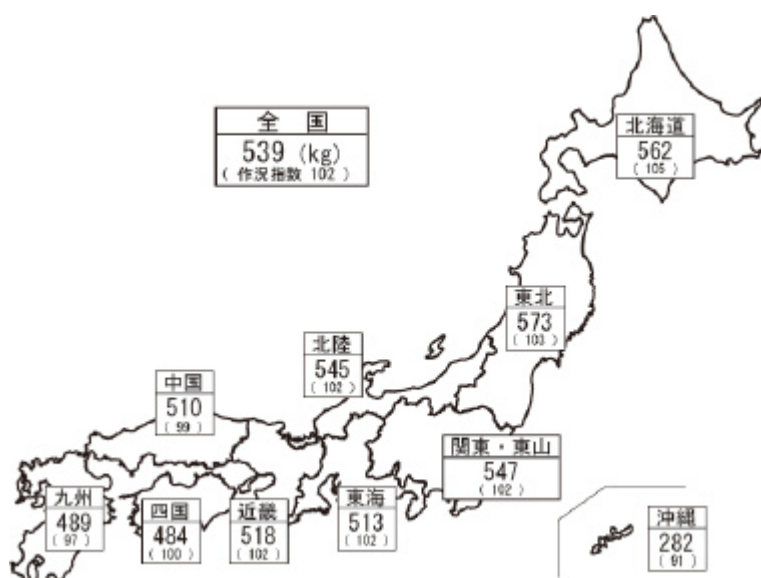 全国
539 (kg)
( 作況指数 102 )
北海道
562
( 105 )
東北
573
( 103 )
北陸
545
( 102 )
中国
510
( 99 )
関東・東山
547
( 102 )
九州
489
( 97 )
四国
484
( 100 )
近畿
518
( 102 )
東海
513
( 102 )
沖縄
282
( 91 )